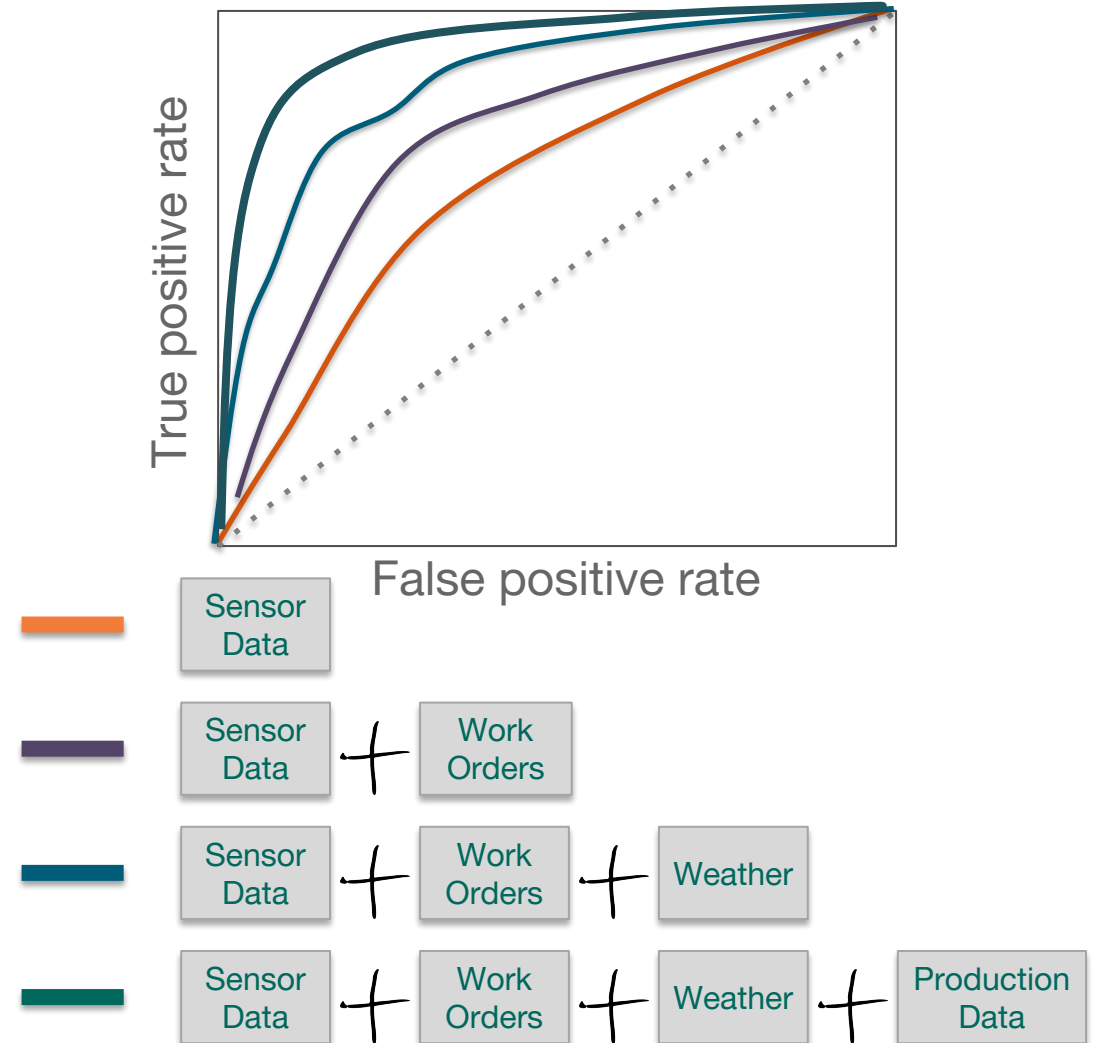 True positive rate
False positive rate
Sensor
Data
Sensor
Data
Work
Orders
Sensor
Data
Work
Orders
Weather
Sensor
Data
Work
Orders
Weather
Production
Data